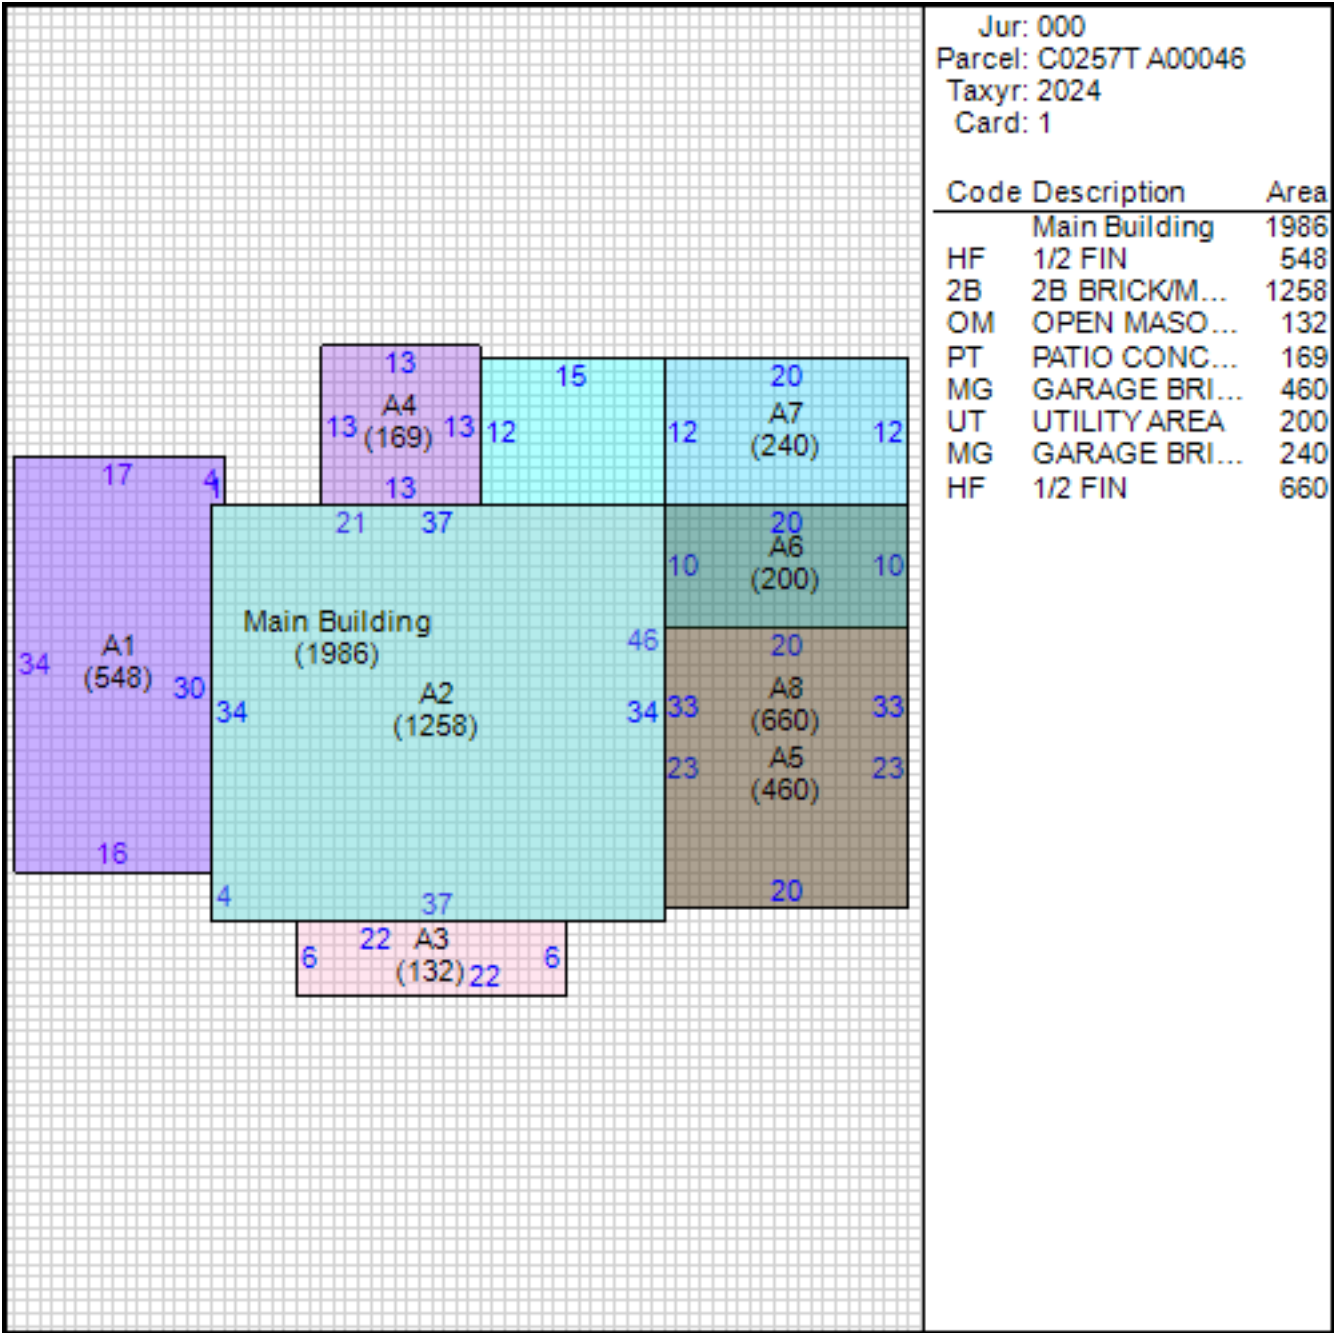 Jur: 000
Parcel: C0257T A00046
Taxyr: 2024
Card: 1
Code Description Area
Main Building 1986
HF 1/2 FIN 548
2B 2B BRICK/M... 1258
OM OPEN MASO... 132
PT PATIO CONC... 169
MG GARAGE BRI... 460
UT UTILITY AREA 200
MG GARAGE BRI... 240
HF 1/2 FIN 660
13
15
20
A4
A7
13 (169) 13
12
12 (240) 12
17
4
1
13
21
37
20
A6
10 (200) 10
Main Building
(1986)
46
20
A1
34 (548)
30
A2
34 (1258) 34
A8
33 (660) 33
A5
23 (460) 23
16
4
37
20
22 A3
6 (132) 22 6